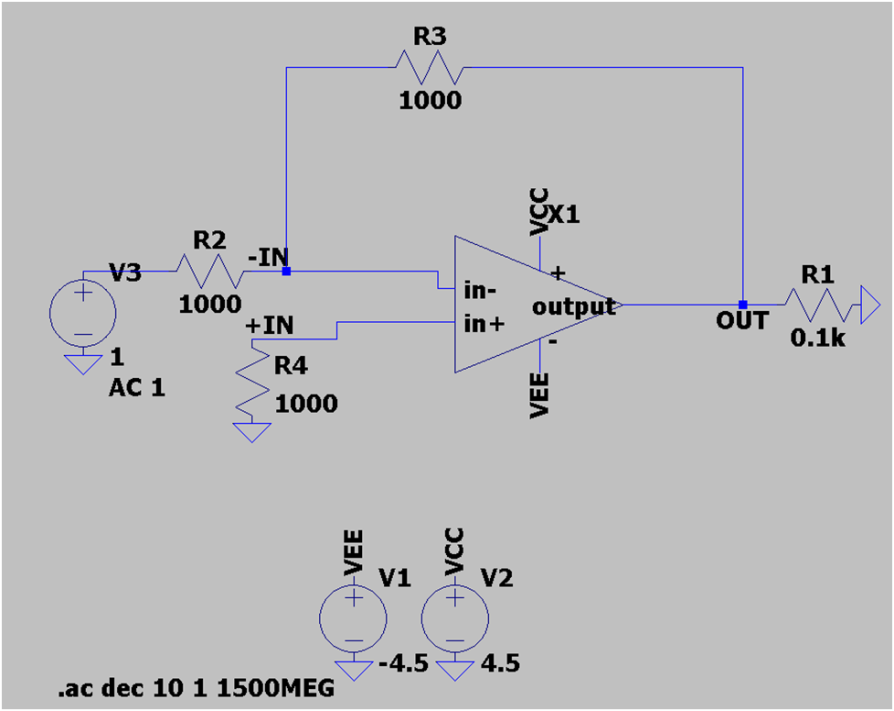 R3
1000
VCC
X1
R2
-IN
V3
1000
+
in-
output
R1
+IN
in+
OUT
-
0.1k
R4
1
AC 1
1000
VEE
VEE
VCC
V1
V2
-4.5
4.5
.ac dec 10 1 1500MEG